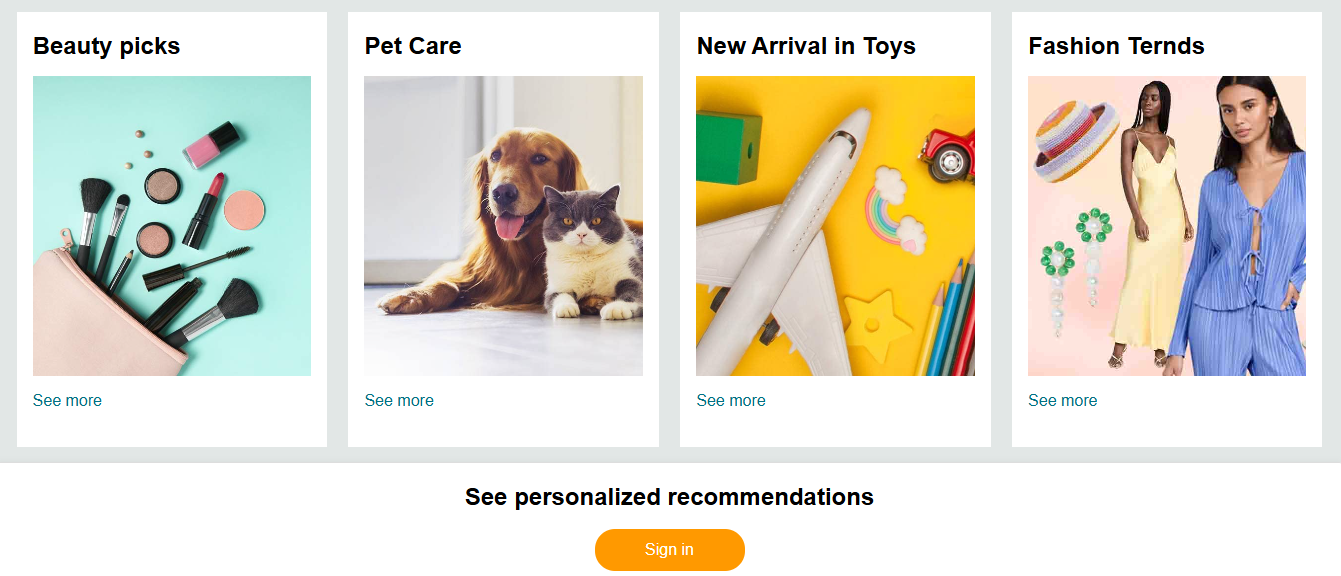 Beauty picks
Pet Care
New Arrival in Toys
Fashion Ternds
See more
See more
See more
See more
See personalized recommendations
Sign in